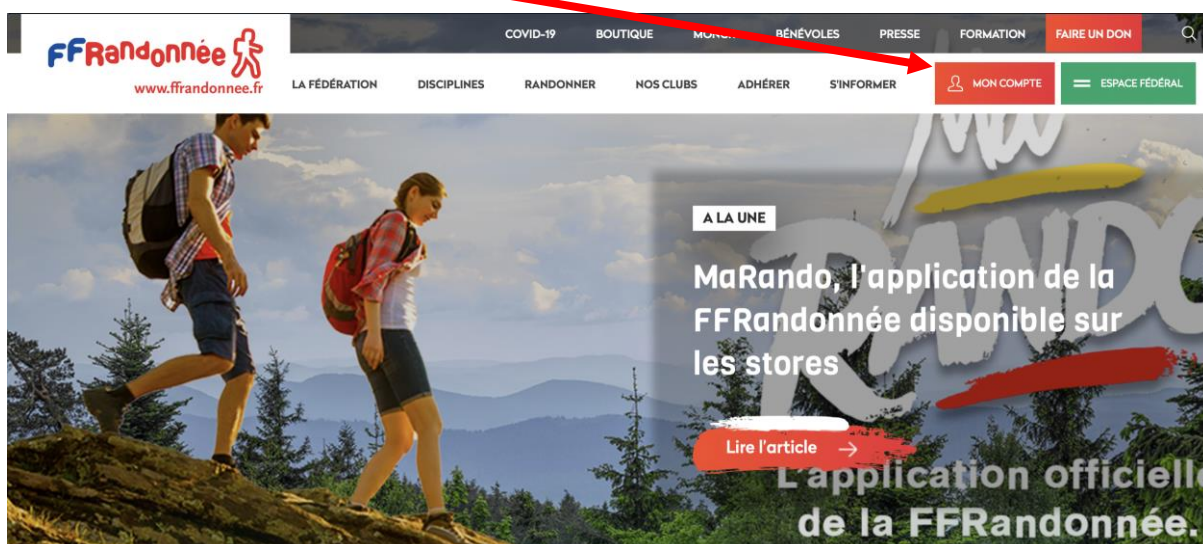 FFRandonnée
www.ffrandonnee.fr
COVID-19 BOUTIQUE BÉNÉVOLES PRESSE FORMATION FAIRE UN DON
LA FÉDÉRATION DISCIPLINES RANDONNER NOS CLUBS ADHÉRER S'INFORMER MON COMPTE ESPACE FÉDÉRAL
Ma
RANDO
A LA UNE
MaRando, l'application de la
FFRandonnée disponible sur
les stores
Lire l'article
L'application officielle
de la FFRandonnée.